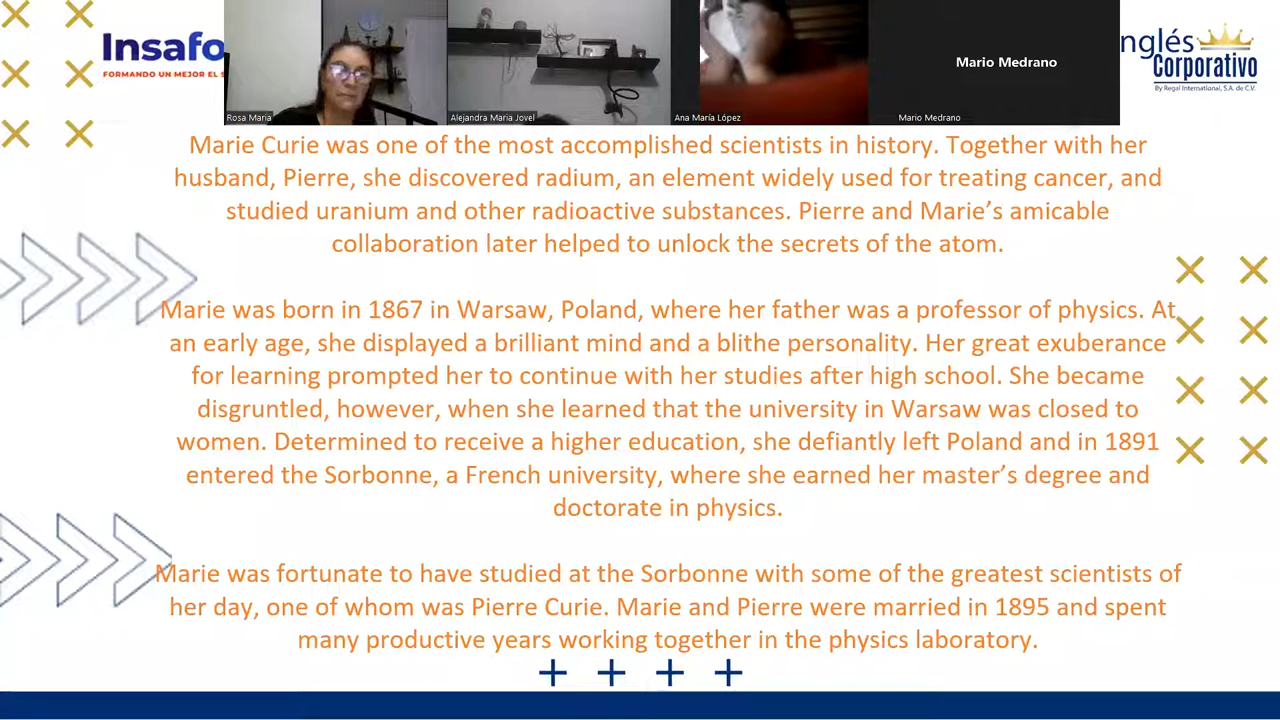 Insafo
FORMANDO UN MEJOR EL S
Rosa Maria
Alejandra Maria Jovel
Ana María López
Mario Medrano
Mario Medrano
nglés
Corporativo
By Regal International, S.A. de C.V.
Marie Curie was one of the most accomplished scientists in history. Together with her
husband, Pierre, she discovered radium, an element widely used for treating cancer, and
studied uranium and other radioactive substances. Pierre and Marie’s amicable
collaboration later helped to unlock the secrets of the atom.
Marie was born in 1867 in Warsaw, Poland, where her father was a professor of physics. At
an early age, she displayed a brilliant mind and a blithe personality. Her great exuberance
for learning prompted her to continue with her studies after high school. She became
disgruntled, however, when she learned that the university in Warsaw was closed to
women. Determined to receive a higher education, she defiantly left Poland and in 1891
entered the Sorbonne, a French university, where she earned her master’s degree and
doctorate in physics.
Marie was fortunate to have studied at the Sorbonne with some of the greatest scientists of
her day, one of whom was Pierre Curie. Marie and Pierre were married in 1895 and spent
many productive years working together in the physics laboratory.